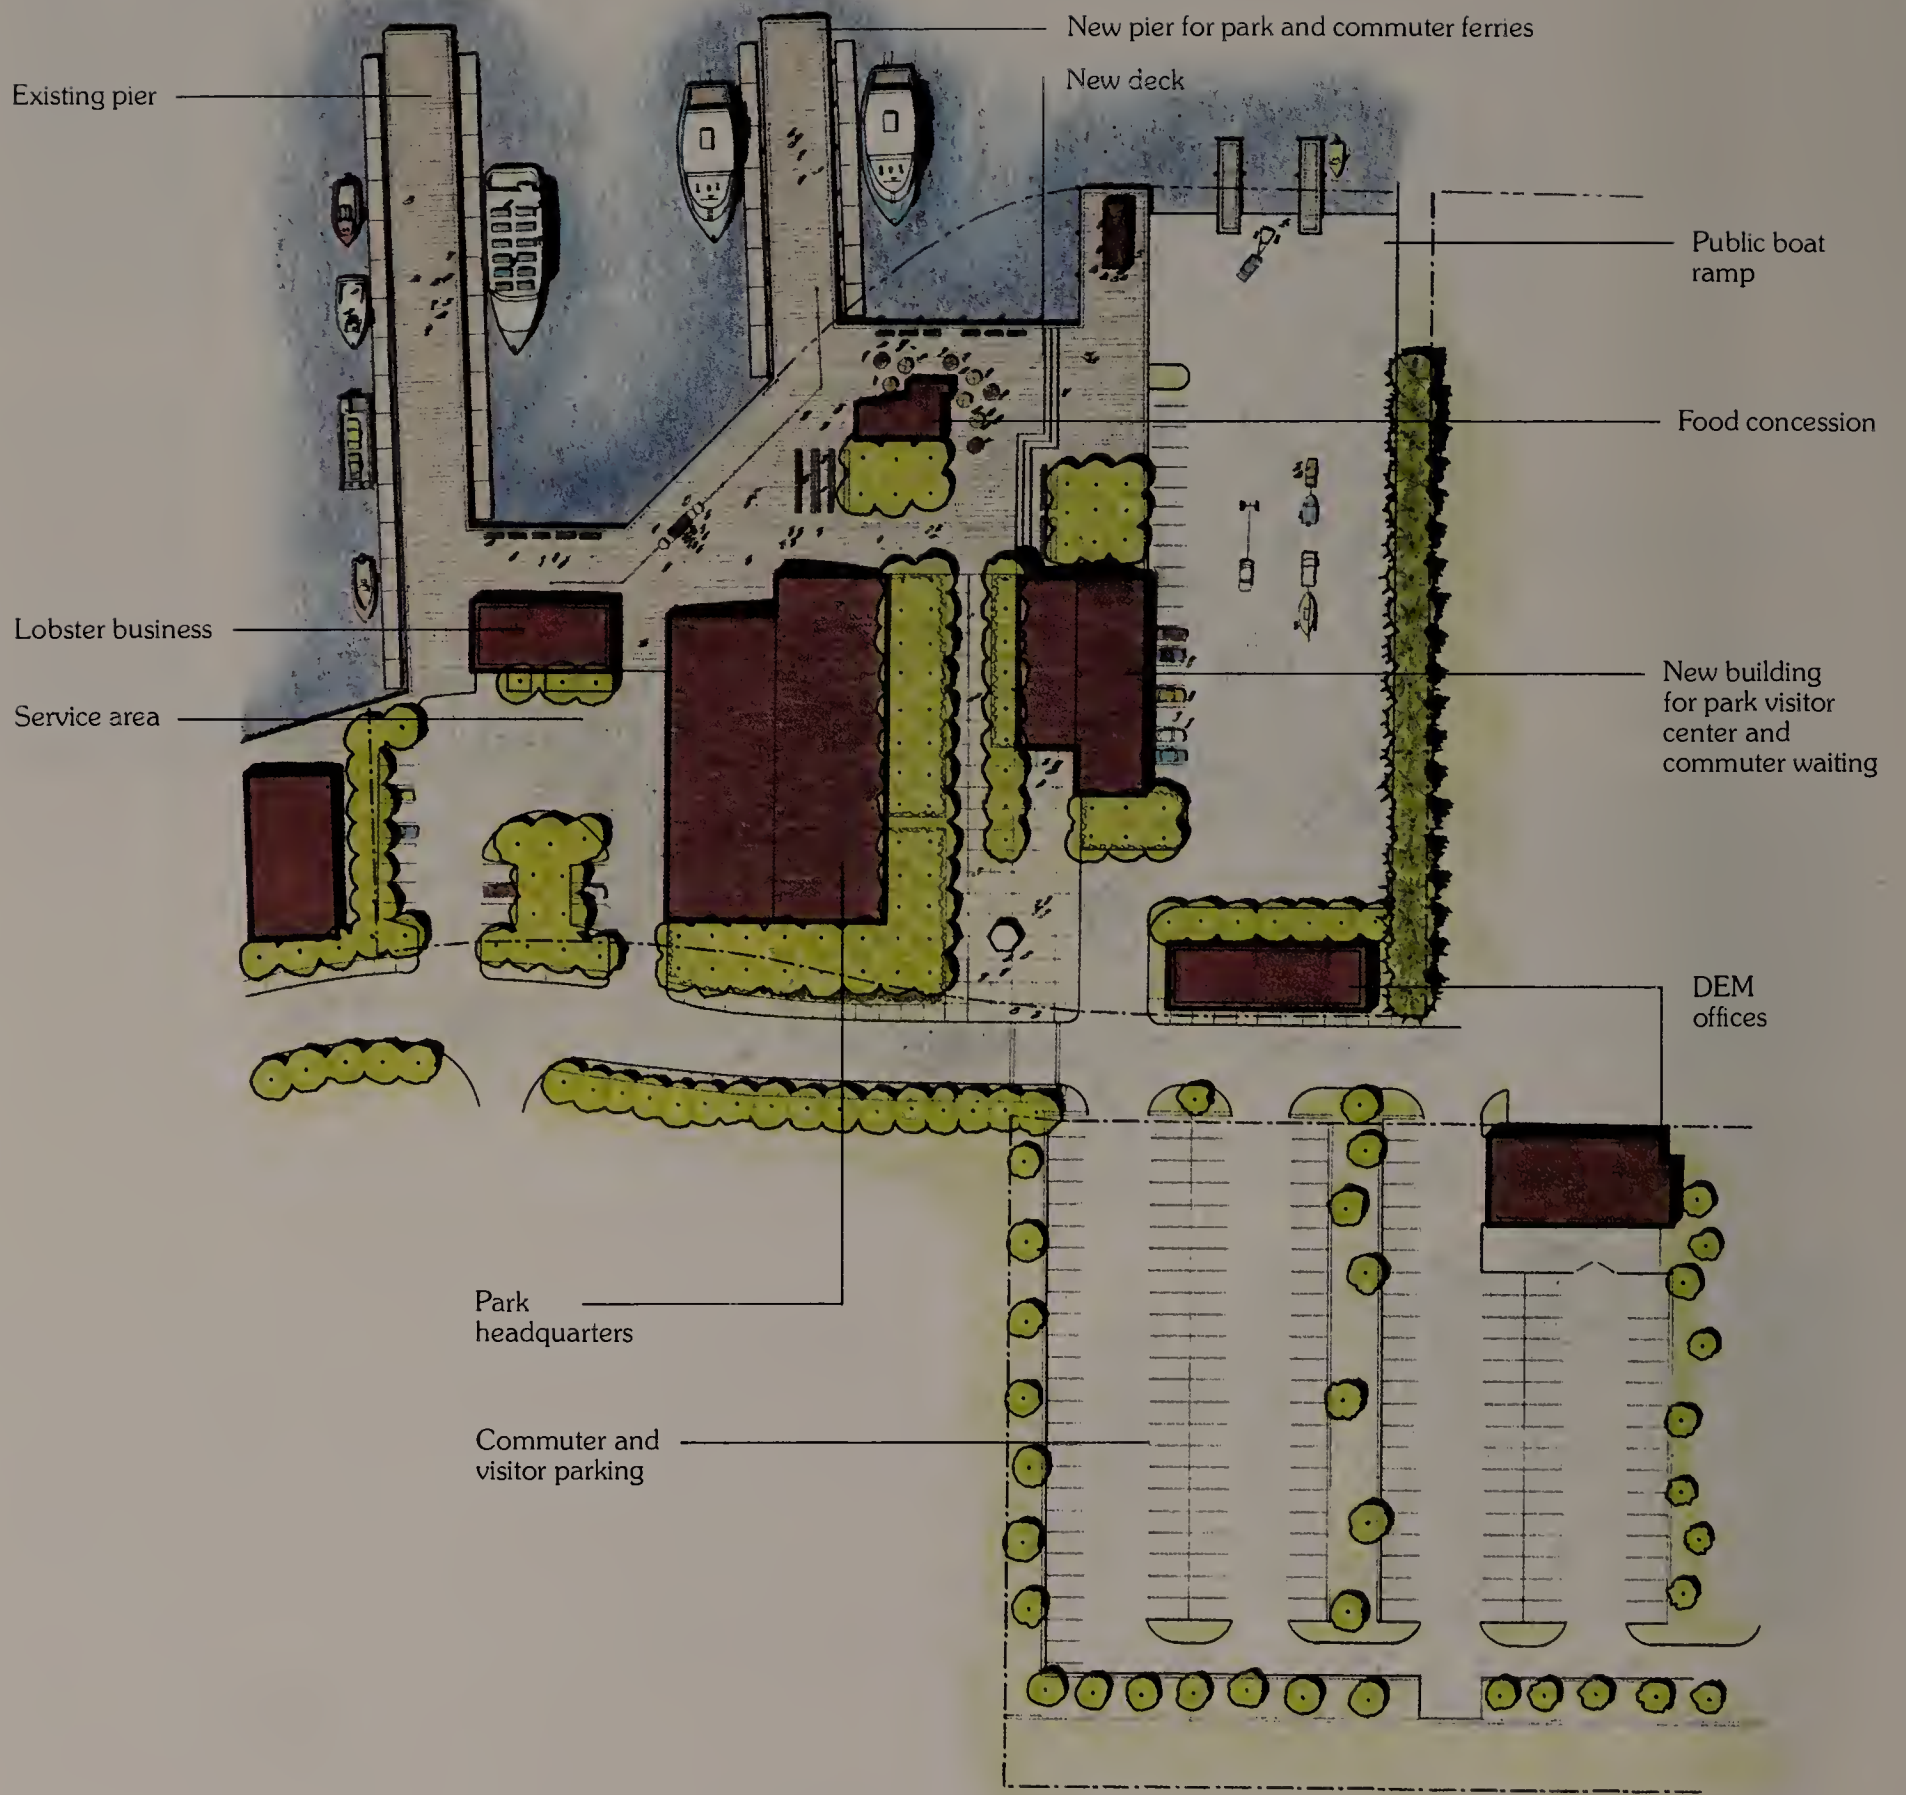 New pier for park and commuter ferries
New deck
Existing pier
Public boat
ramp
Food concession
Lobster business
New building
for park visitor
center and
commuter waiting
Service area
DEM
offices
Park
headquarters
Commuter and
visitor parking